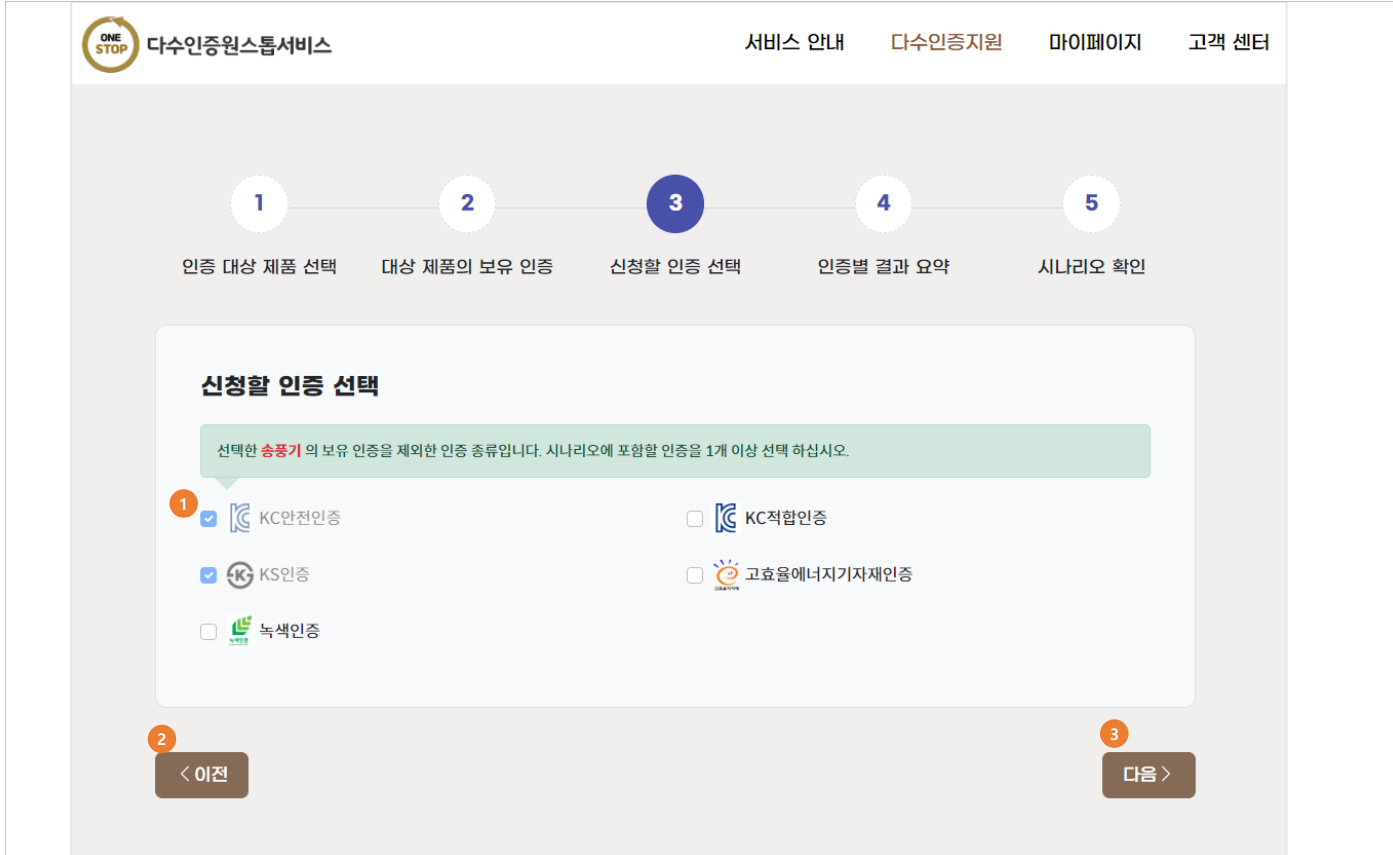 ONE
STOP
다수인증원스톱서비스
서비스 안내 다수인증지원 마이페이지 고객 센터
1 2 3 4 5
인증 대상 제품 선택 대상 제품의 보유 인증 신청할 인증 선택 인증별 결과 요약 시나리오 확인
신청할 인증 선택
선택한 송풍기 의 보유 인증을 제외한 인증 종류입니다. 시나리오에 포함할 인증을 1개 이상 선택 하십시오.
1
KC안전인증 KC적합인증
KS인증 고효율에너지기자재인증
녹색인증 녹색인증
2 3
< 이전 다음 >